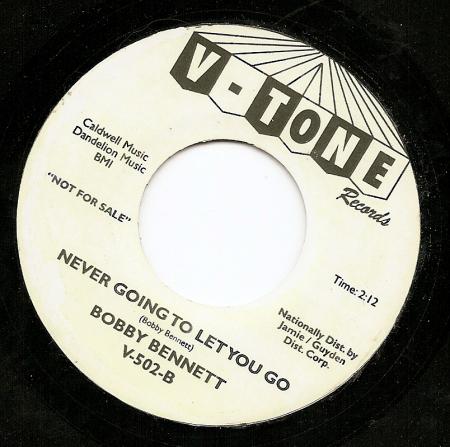 V-TONE
Records
Caldwell Music
Dandelion Music
BMI
"NOT FOR SALE"
Time: 2:12
Nationally Dist. by
Jamie / Guyden
Dist. Corp.
NEVER GOING TO LET YOU GO
(Bobby Bennett)
BOBBY BENNETT
V-502-B